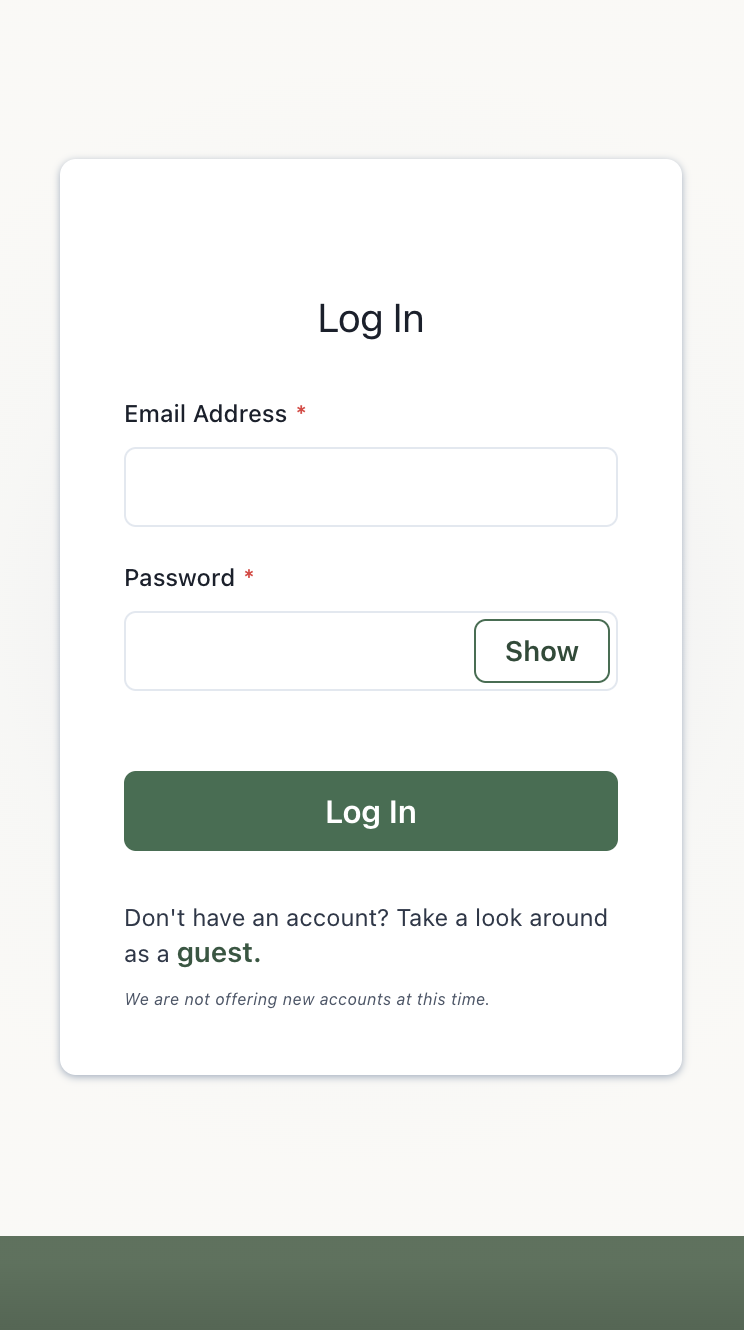 Log In
Email Address *
Password *
Show
Log In
Don't have an account? Take a look around
as a guest.
We are not offering new accounts at this time.